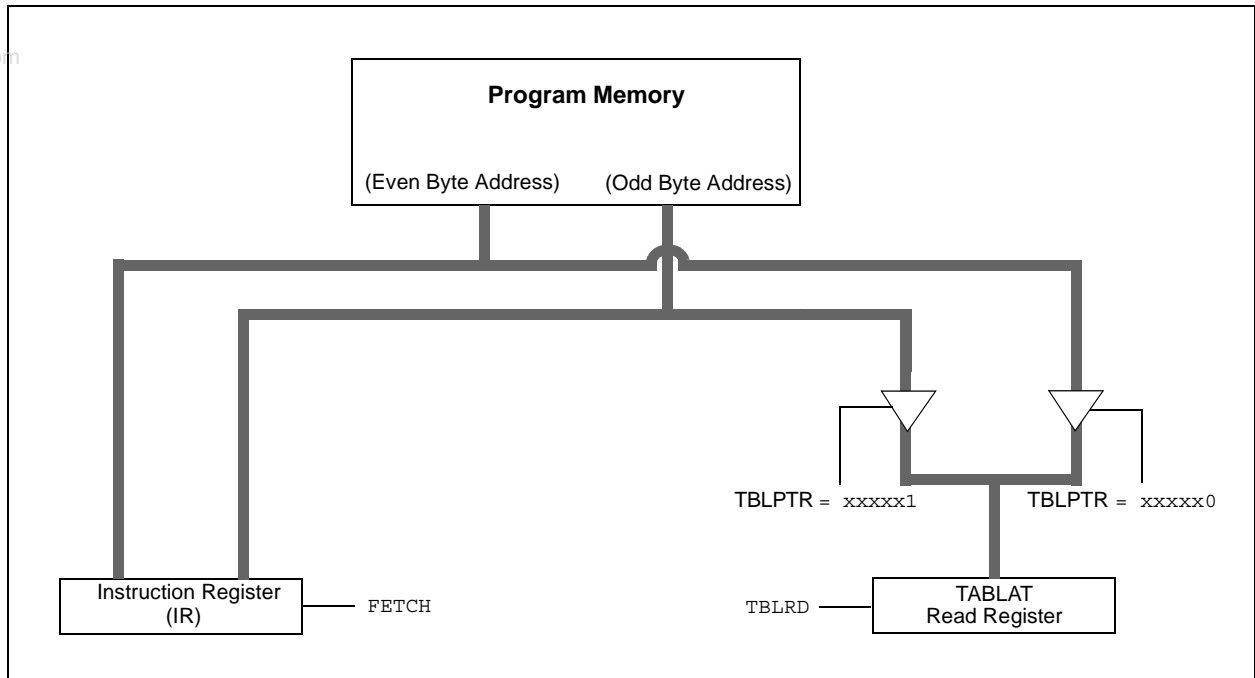 om
Program Memory
(Even Byte Address) (Odd Byte Address)
TBLPTR = xxxxx1 TBLPTR = xxxxx0
Instruction Register
(IR)
FETCH
TBLRD
TABLAT
Read Register